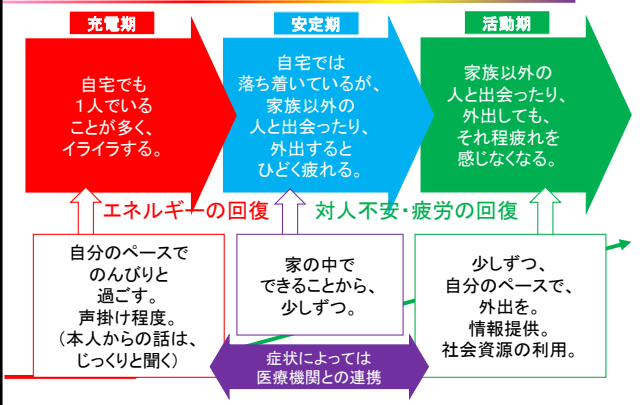 充電期
安定期
活動期
自宅でも
1人でいる
ことが多く、
イライラする。
自宅では
落ち着いているが、
家族以外の
人と出会ったり、
外出すると
ひどく疲れる。
家族以外の
人と出会ったり、
外出しても、
それ程疲れを
感じなくなる。
エネルギーの回復
対人不安・疲労の回復
自分のペースで
のんびりと
過ごす。
声掛け程度。
(本人からの話は、
じっくりと聞く)
家の中で
できることから、
少しずつ。
少しずつ、
自分のペースで、
外出を。
情報提供。
社会資源の利用。
症状によっては
医療機関との連携